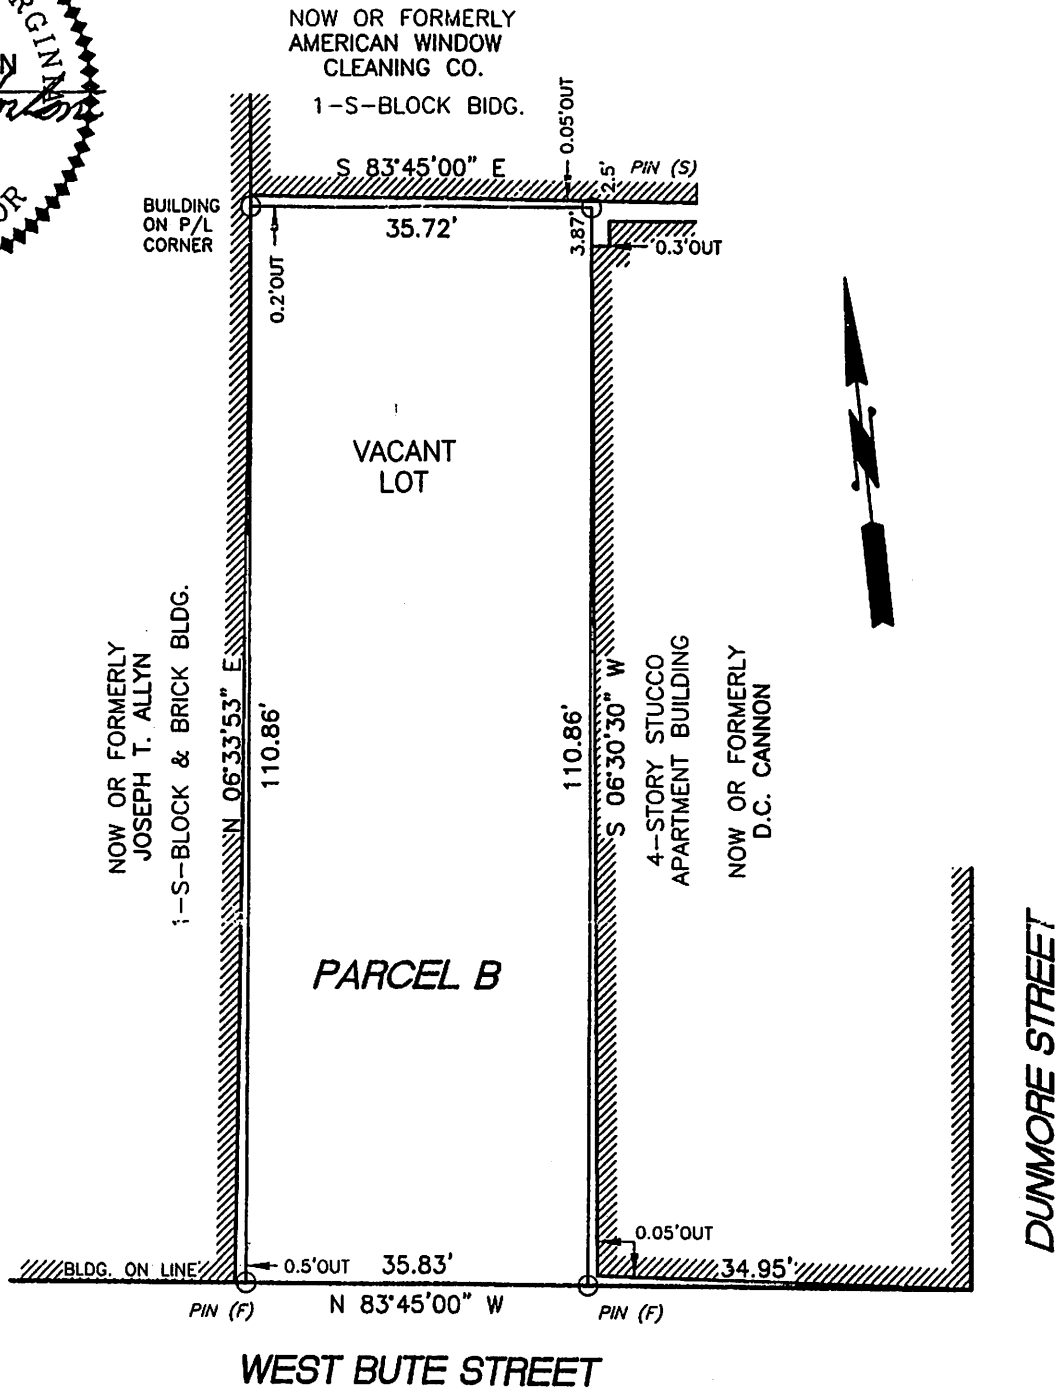 RGINIA
N
OR
NOW OR FORMERLY
AMERICAN WINDOW
CLEANING CO.
1-S-BLOCK BIDG.
0.05'OUT
S 83°45'00" E
2.5'
PIN (S)
BUILDING
ON P/L
CORNER
35.72'
3.87'
0.3'OUT
0.2'OUT
VACANT
LOT
N
NOW OR FORMERLY
JOSEPH T. ALLYN
1-S-BLOCK & BRICK BLDG.
N 06°33'53" E
110.86'
110.86'
S 06°30'30" W
4-STORY STUCCO
APARTMENT BUILDING
NOW OR FORMERLY
D.C. CANNON
PARCEL B
DUNMORE STREET
0.05'OUT
BLDG. ON LINE
0.5'OUT
35.83'
34.95'
PIN (F)
N 83°45'00" W
PIN (F)
WEST BUTE STREET